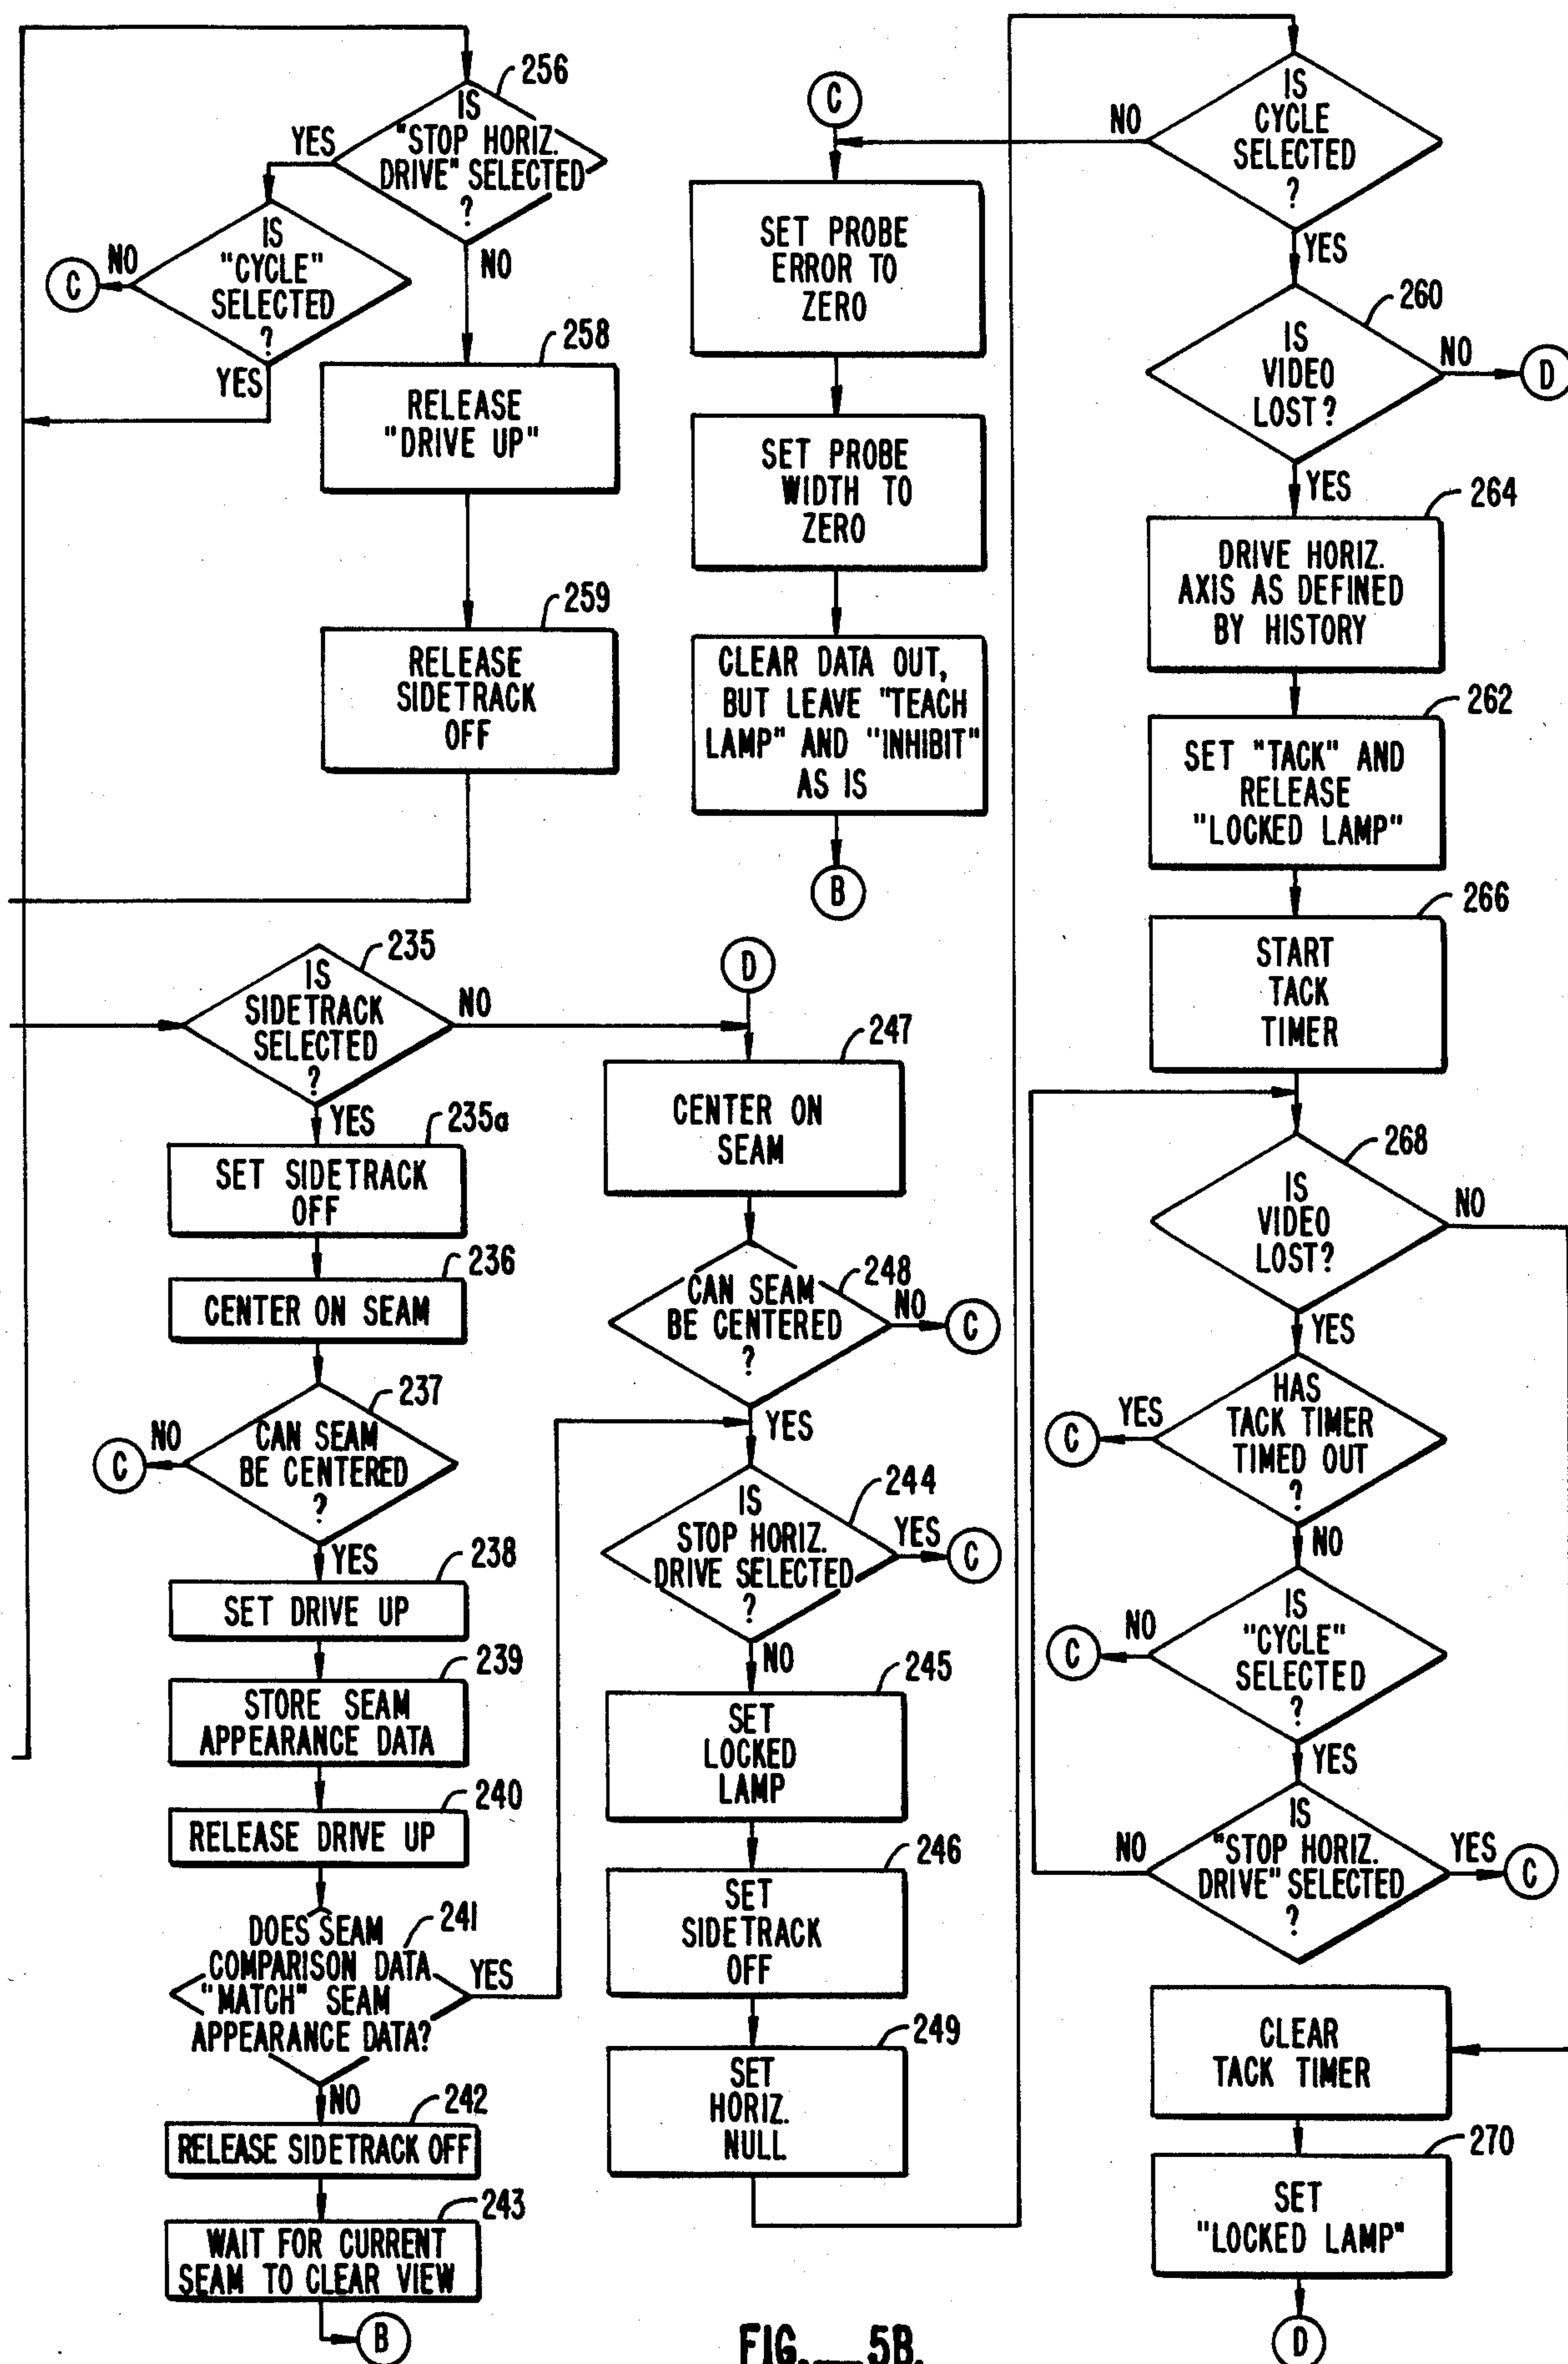 256
IS
"STOP HORIZ.
DRIVE" SELECTED
?
YES
NO
IS
"CYCLE"
SELECTED
?
NO
C
YES
258
RELEASE
"DRIVE UP"
259
RELEASE
SIDETRACK
OFF
C
SET PROBE
ERROR TO
ZERO
SET PROBE
WIDTH TO
ZERO
CLEAR DATA OUT,
BUT LEAVE "TEACH
LAMP" AND "INHIBIT"
AS IS
B
IS
CYCLE
SELECTED
?
NO
YES
260
IS
VIDEO
LOST?
NO
D
YES
264
DRIVE HORIZ.
AXIS AS DEFINED
BY HISTORY
262
SET "TACK" AND
RELEASE
"LOCKED LAMP"
266
START
TACK
TIMER
268
IS
VIDEO
LOST?
NO
YES
HAS
TACK TIMER
TIMED OUT
?
YES
C
NO
IS
"CYCLE"
SELECTED
?
NO
C
YES
IS
"STOP HORIZ.
DRIVE" SELECTED
?
NO
YES
C
CLEAR
TACK TIMER
270
SET
"LOCKED LAMP"
D
235
IS
SIDETRACK
SELECTED
?
NO
YES
235a
SET SIDETRACK
OFF
236
CENTER ON SEAM
237
CAN SEAM
BE CENTERED
?
NO
C
YES
238
SET DRIVE UP
239
STORE SEAM
APPEARANCE DATA
240
RELEASE DRIVE UP
241
DOES SEAM
COMPARISON DATA
"MATCH" SEAM
APPEARANCE DATA?
YES
NO
242
RELEASE SIDETRACK OFF
243
WAIT FOR CURRENT
SEAM TO CLEAR VIEW
B
D
247
CENTER ON
SEAM
248
CAN SEAM
BE CENTERED
?
NO
C
YES
244
IS
STOP HORIZ.
DRIVE SELECTED
?
YES
C
NO
245
SET
LOCKED
LAMP
246
SET
SIDETRACK
OFF
249
SET
HORIZ.
NULL
FIG.__5B.